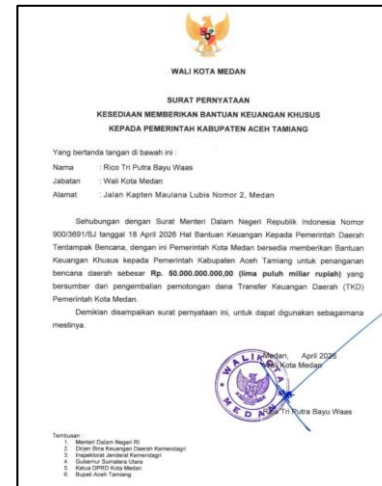 WALI KOTA MEDAN
SURAT PERNYATAAN
KESEDIAAN MEMBERIKAN BANTUAN KEUANGAN KHUSUS
KEPADA PEMERINTAH KABUPATEN ACEH TAMIANG
Yang bertanda tangan di bawah ini :
Nama : Rico Tri Putra Bayu Waas
Jabatan : Wali Kota Medan
Alamat : Jalan Kapten Maulana Lubis Nomor 2, Medan
Sehubungan dengan Surat Menteri Dalam Negeri Republik Indonesia Nomor
900/3691/SJ tanggal 18 April 2026 Hal Bantuan Keuangan Kepada Pemerintah Daerah
Terdampak Bencana, dengan ini Pemerintah Kota Medan bersedia memberikan Bantuan
Keuangan Khusus kepada Pemerintah Kabupaten Aceh Tamiang untuk penanganan
bencana daerah sebesar Rp. 50.000.000.000,00 (lima puluh miliar rupiah) yang
bersumber dari pengembalian pemotongan dana Transfer Keuangan Daerah (TKD)
Pemerintah Kota Medan.
Demikian disampaikan surat pernyataan ini, untuk dapat digunakan sebagaimana
mestinya.
Medan, April 2026
Wali Kota Medan
WALI KOTA
MEDAN
Rico Tri Putra Bayu Waas
Tembusan :
1. Menteri Dalam Negeri RI
2. Dirjen Bina Keuangan Daerah Kemendagri
3. Inspektorat Jenderal Kemendagri
4. Gubernur Sumatera Utara
5. Ketua DPRD Kota Medan
6. Bupati Aceh Tamiang